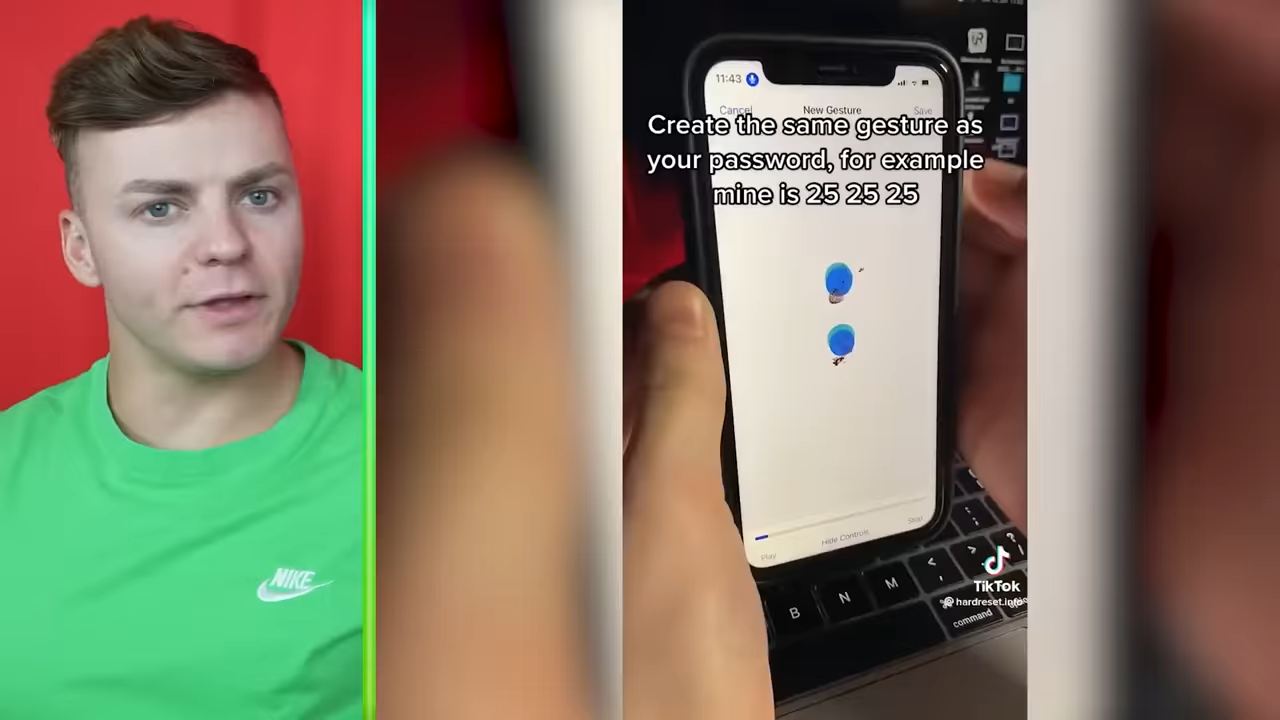 NIKE
11:43
Cancel
New Gesture
Save
Create the same gesture as
your password, for example
mine is 25 25 25
Play
Hide Controls
Stop
B
N
M
<
>
?
command
TikTok
@hardreset.info